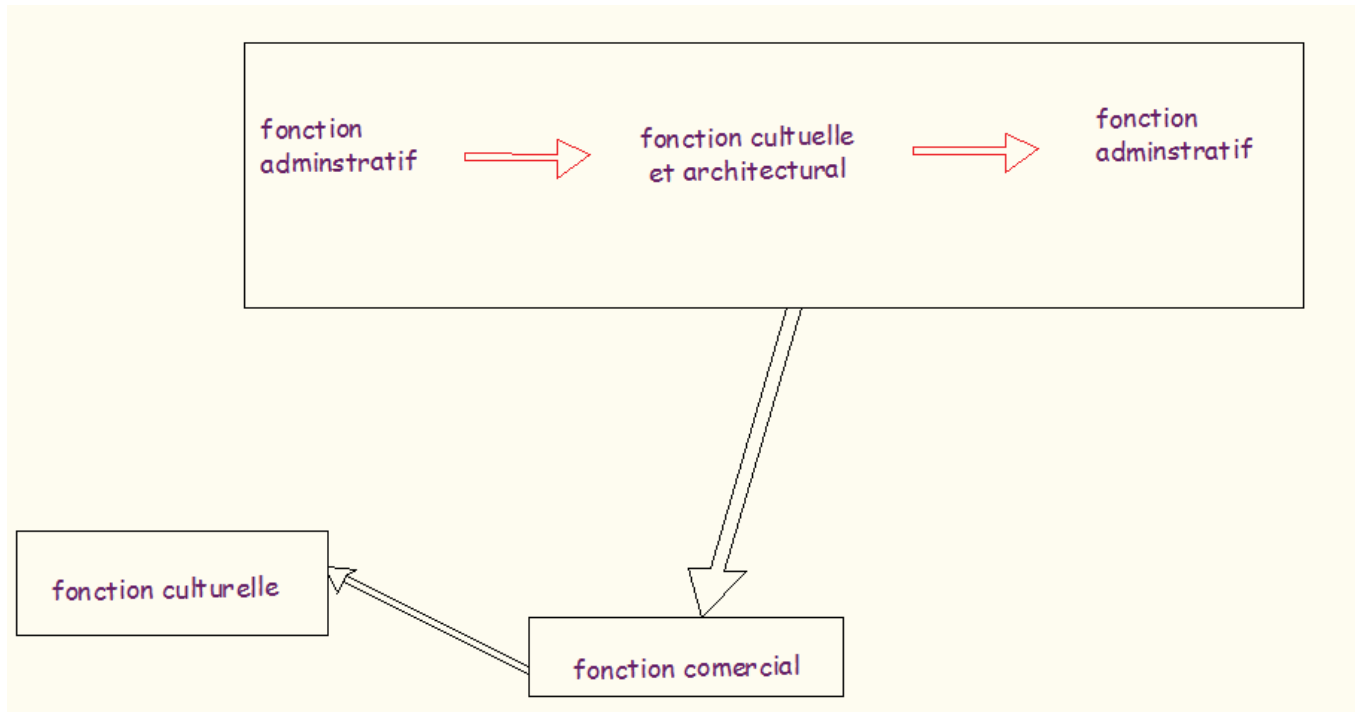 fonction
adminstratif
fonction cultuelle
et architectural
fonction
adminstratif
fonction culturelle
fonction comercial